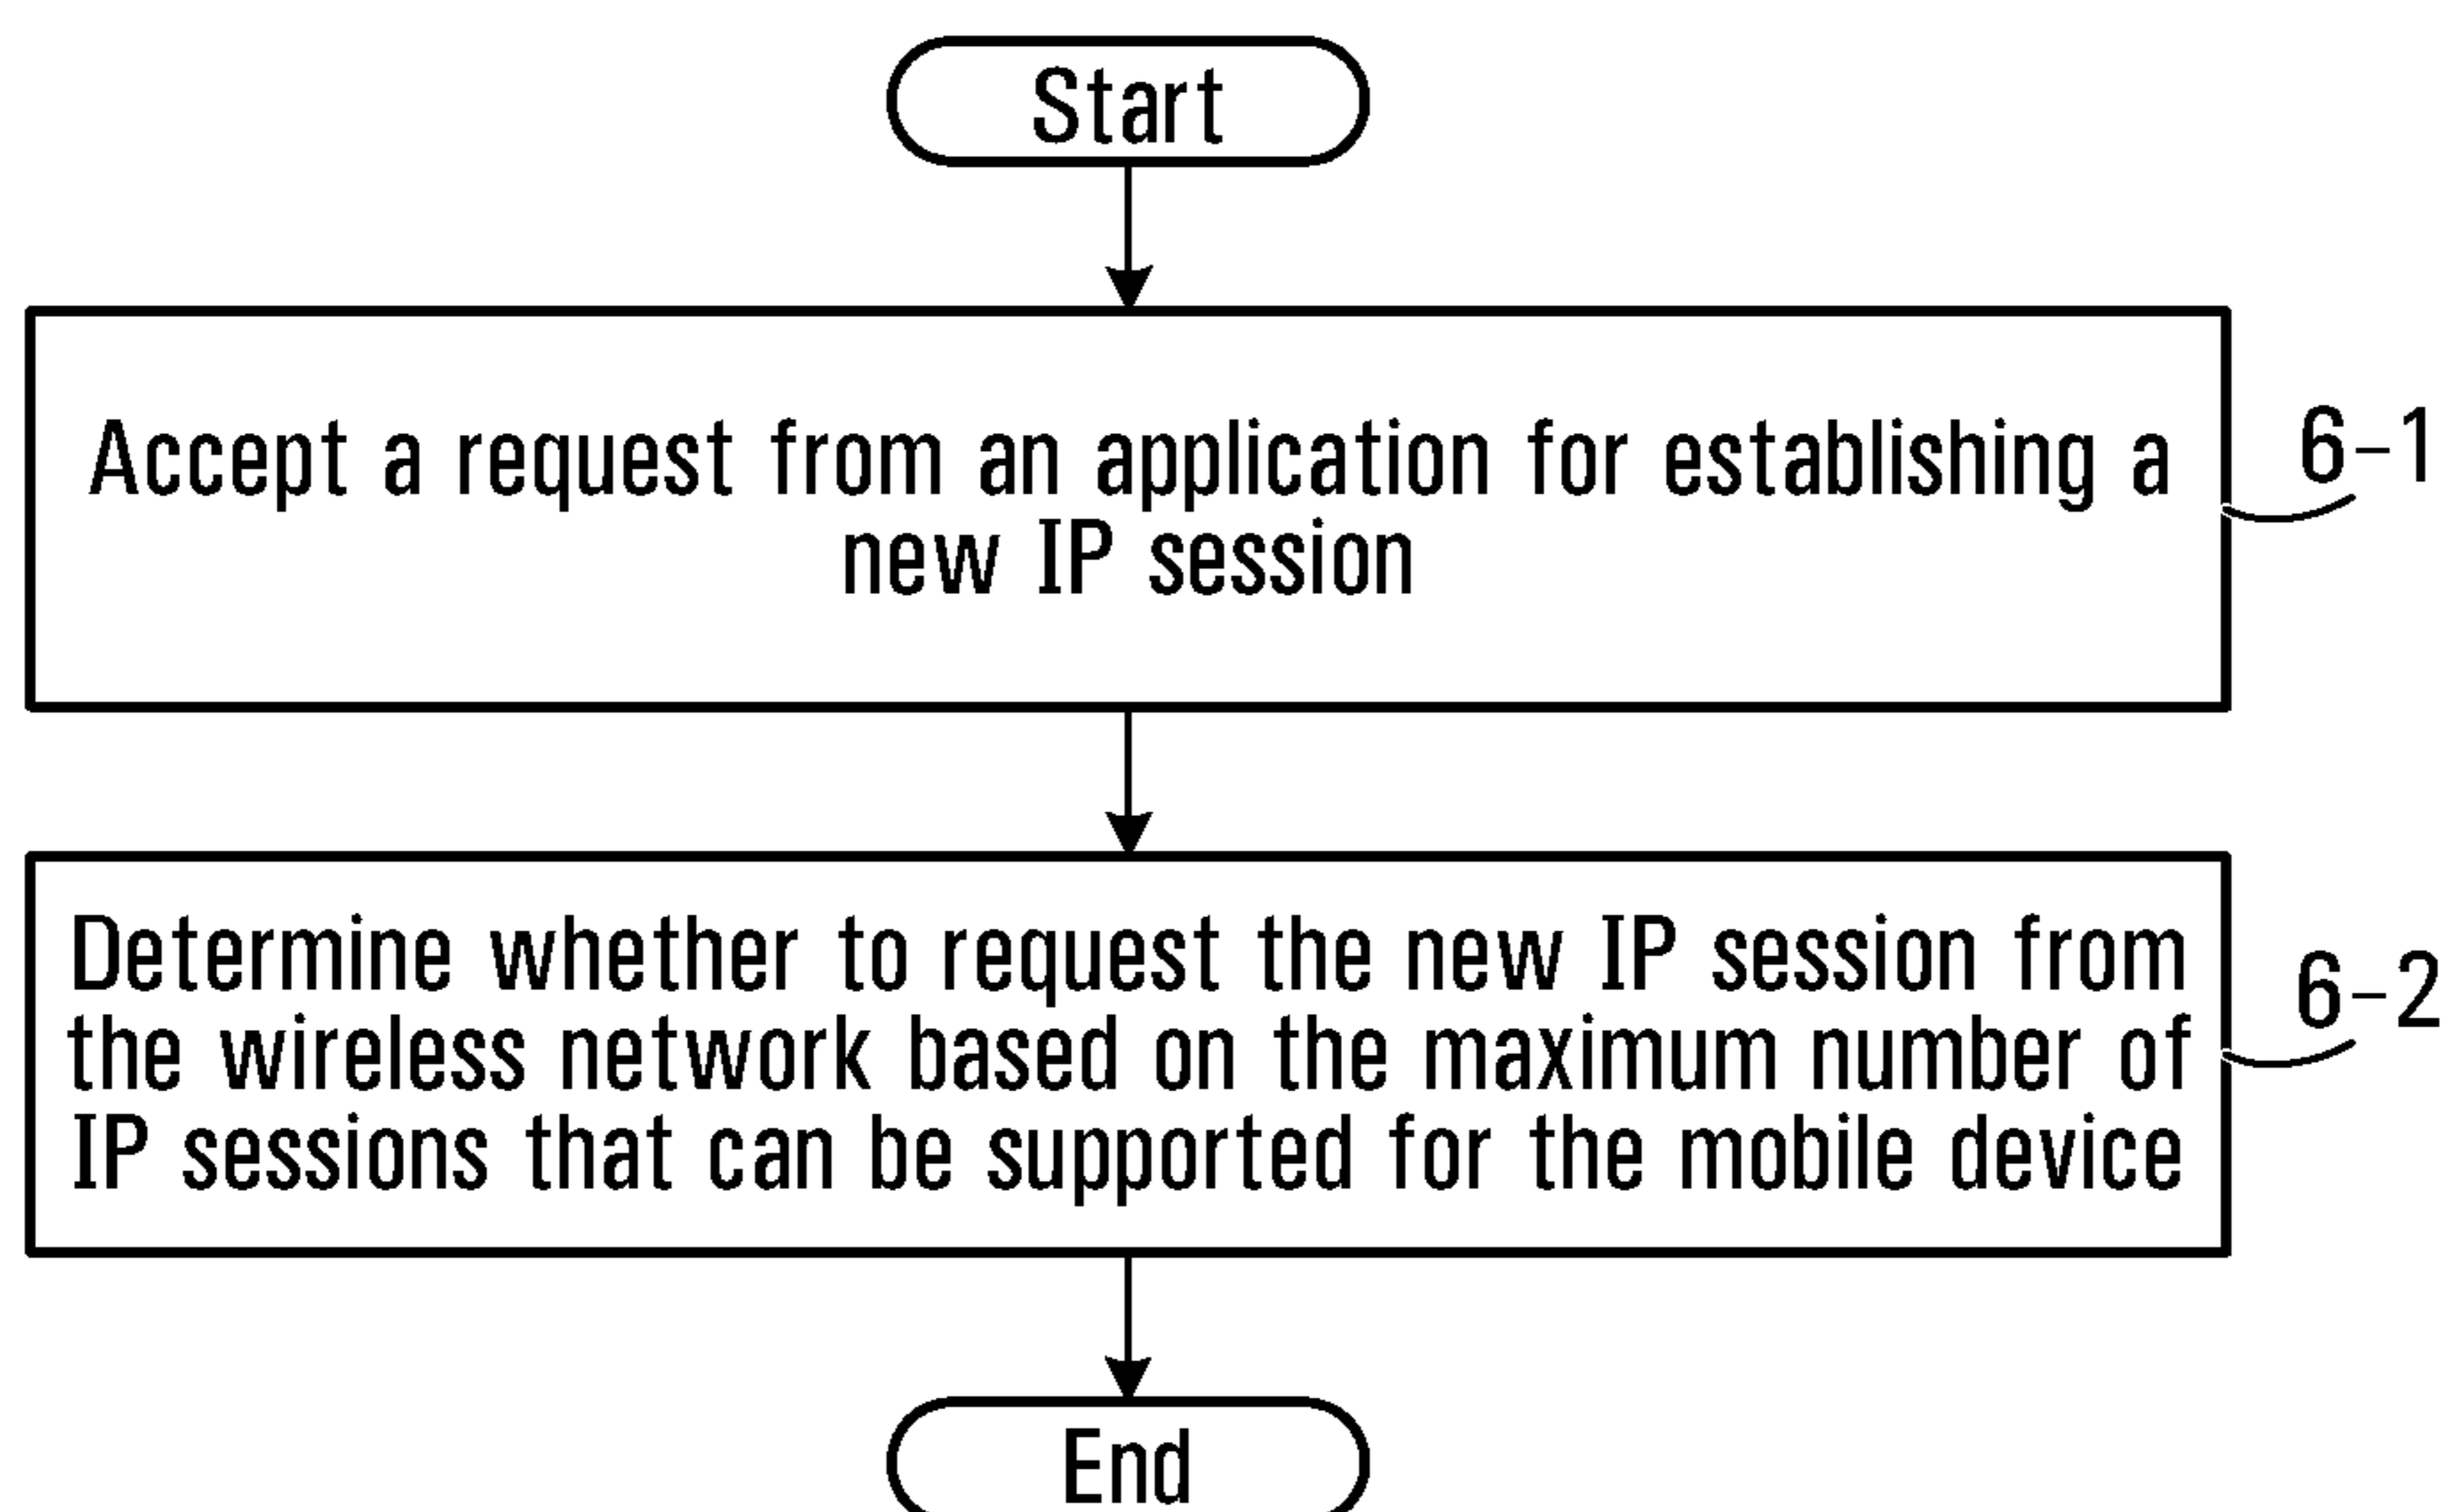 Start
Accept a request from an application for establishing a
new IP session
6-1
Determine whether to request the new IP session from
the wireless network based on the maximum number of
IP sessions that can be supported for the mobile device
6-2
End